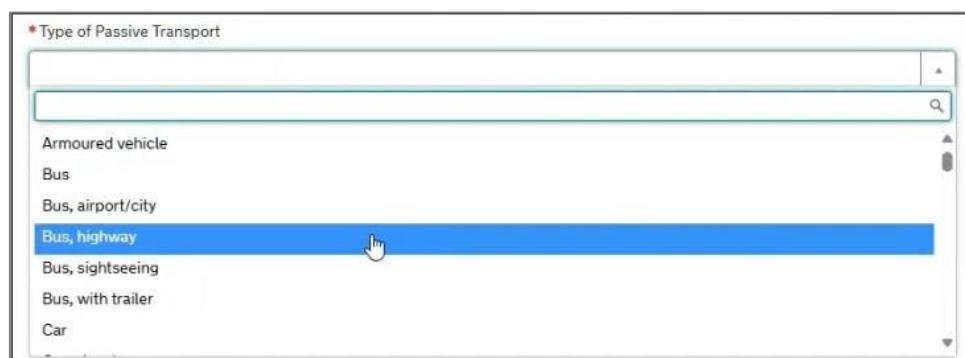 * Type of Passive Transport
Armoured vehicle
Bus
Bus, airport/city
Bus, highway
Bus, sightseeing
Bus, with trailer
Car